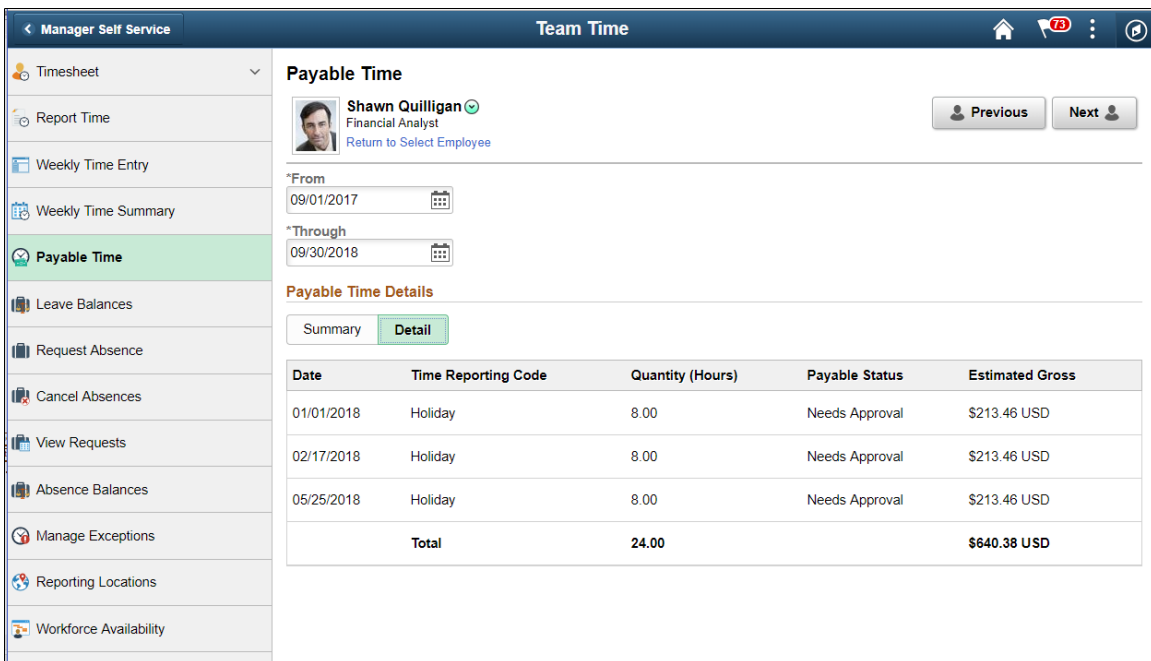 Manager Self Service
Team Time
73
Timesheet
Report Time
Weekly Time Entry
Weekly Time Summary
Payable Time
Leave Balances
Request Absence
Cancel Absences
View Requests
Absence Balances
Manage Exceptions
Reporting Locations
Workforce Availability
Payable Time
Shawn Quilligan
Financial Analyst
Return to Select Employee
Previous Next
*From
09/01/2017
*Through
09/30/2018
Payable Time Details
Summary Detail
Date Time Reporting Code Quantity (Hours) Payable Status Estimated Gross
01/01/2018 Holiday 8.00 Needs Approval $213.46 USD
02/17/2018 Holiday 8.00 Needs Approval $213.46 USD
05/25/2018 Holiday 8.00 Needs Approval $213.46 USD
Total 24.00 $640.38 USD